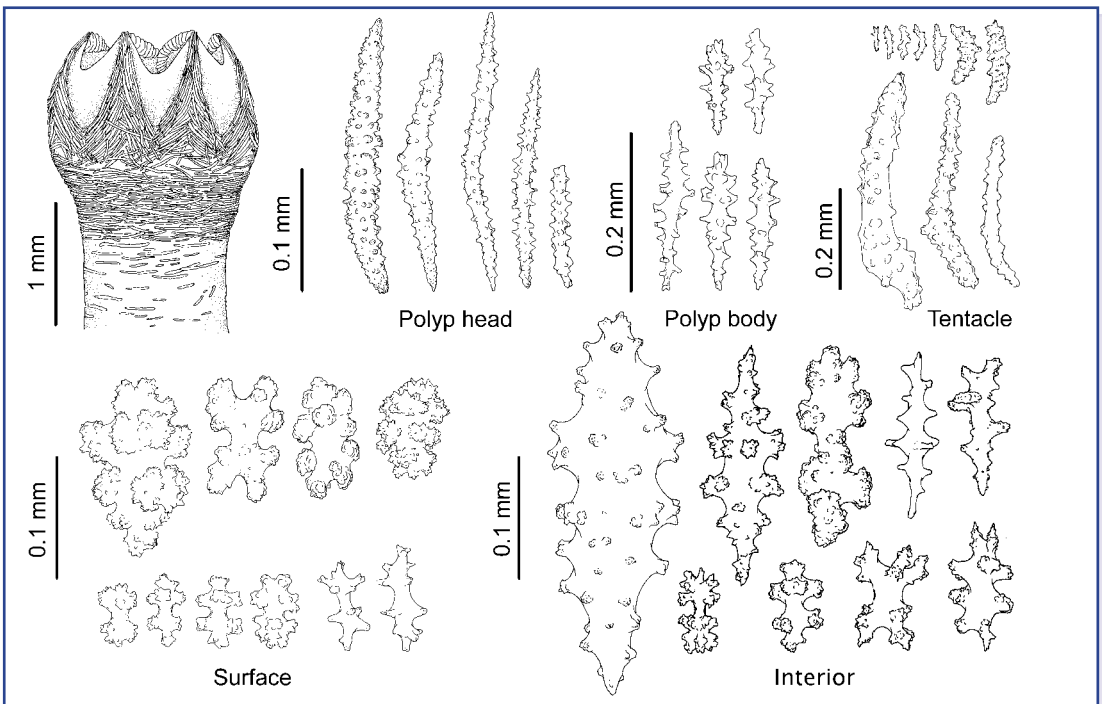 1 mm
0.1 mm
Polyp head
0.2 mm
Polyp body
0.2 mm
Tentacle
0.1 mm
Surface
0.1 mm
Interior